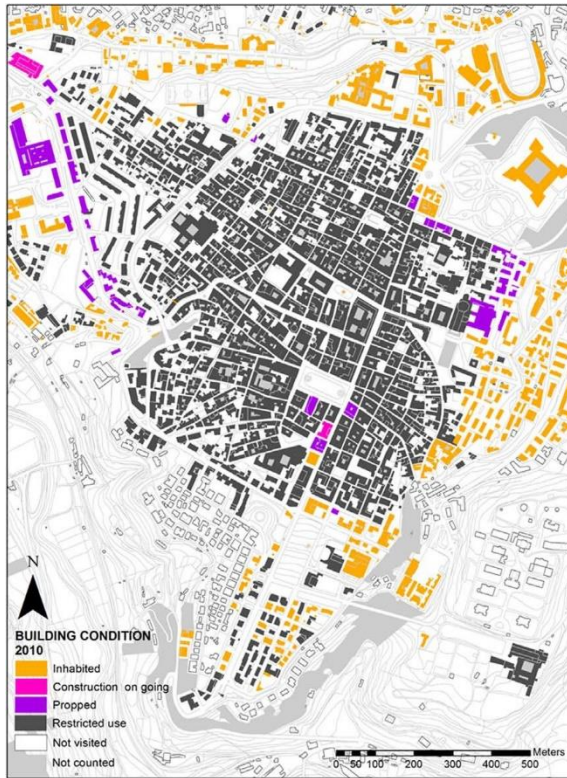 N
BUILDING CONDITION
2010
Inhabited
Construction on going
Propped
Restricted use
Not visited
Not counted
Meters
0 50 100 200 300 400 500